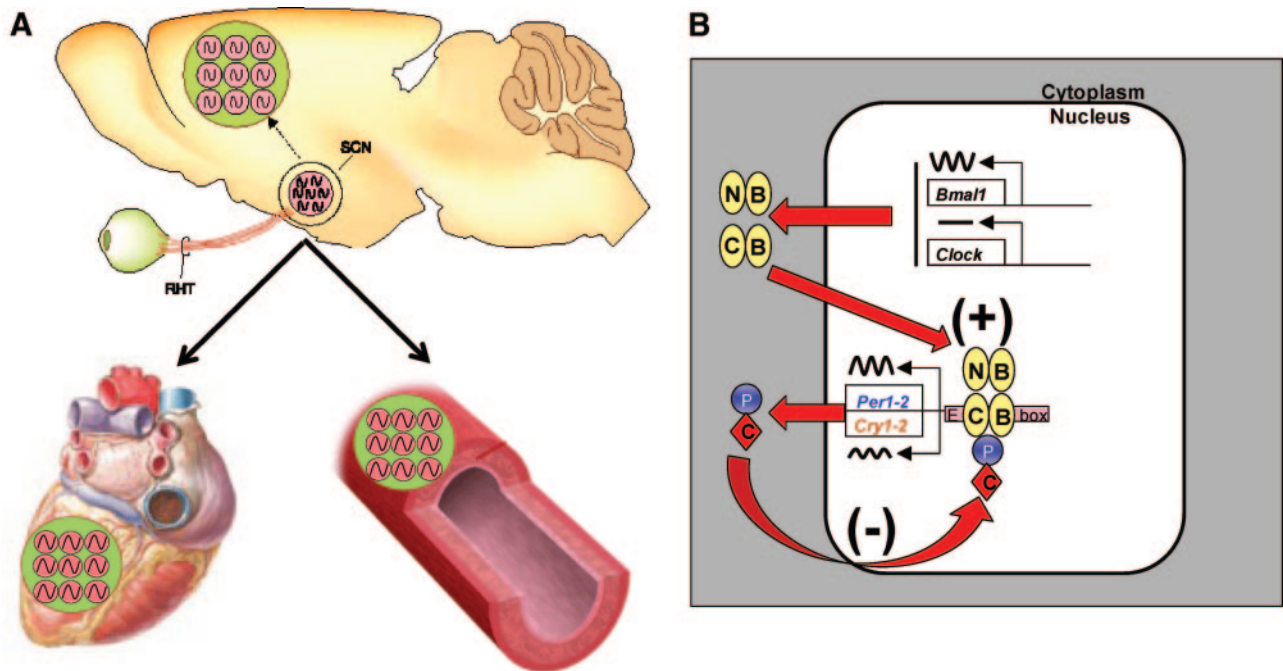 A
SCN
RHT
B
Cytoplasm
Nucleus
Bmal1
N B
C B
Clock
(+)
N B
Per1-2
E C B box
Cry1-2
P
C
P
C
(-)